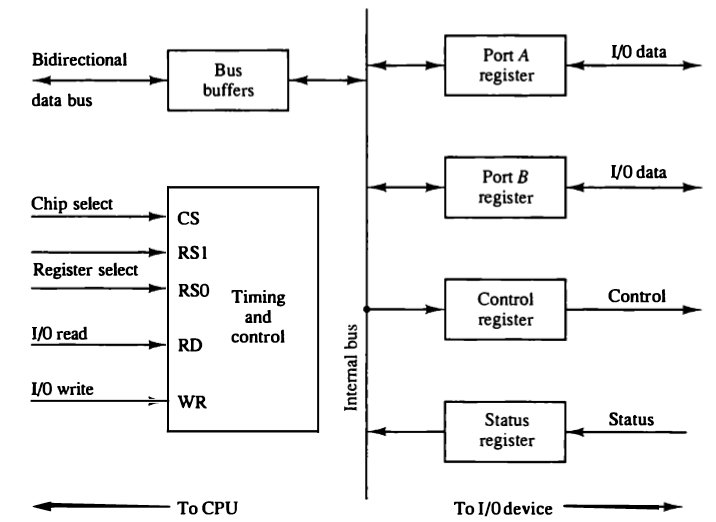 Bidirectional
data bus
Bus
buffers
Port A
register
I/O data
Port B
register
I/O data
Chip select
CS
RS1
Register select
RS0
Timing
and
control
I/O read
RD
I/O write
WR
Internal bus
Control
register
Control
Status
register
Status
To CPU
To I/O device